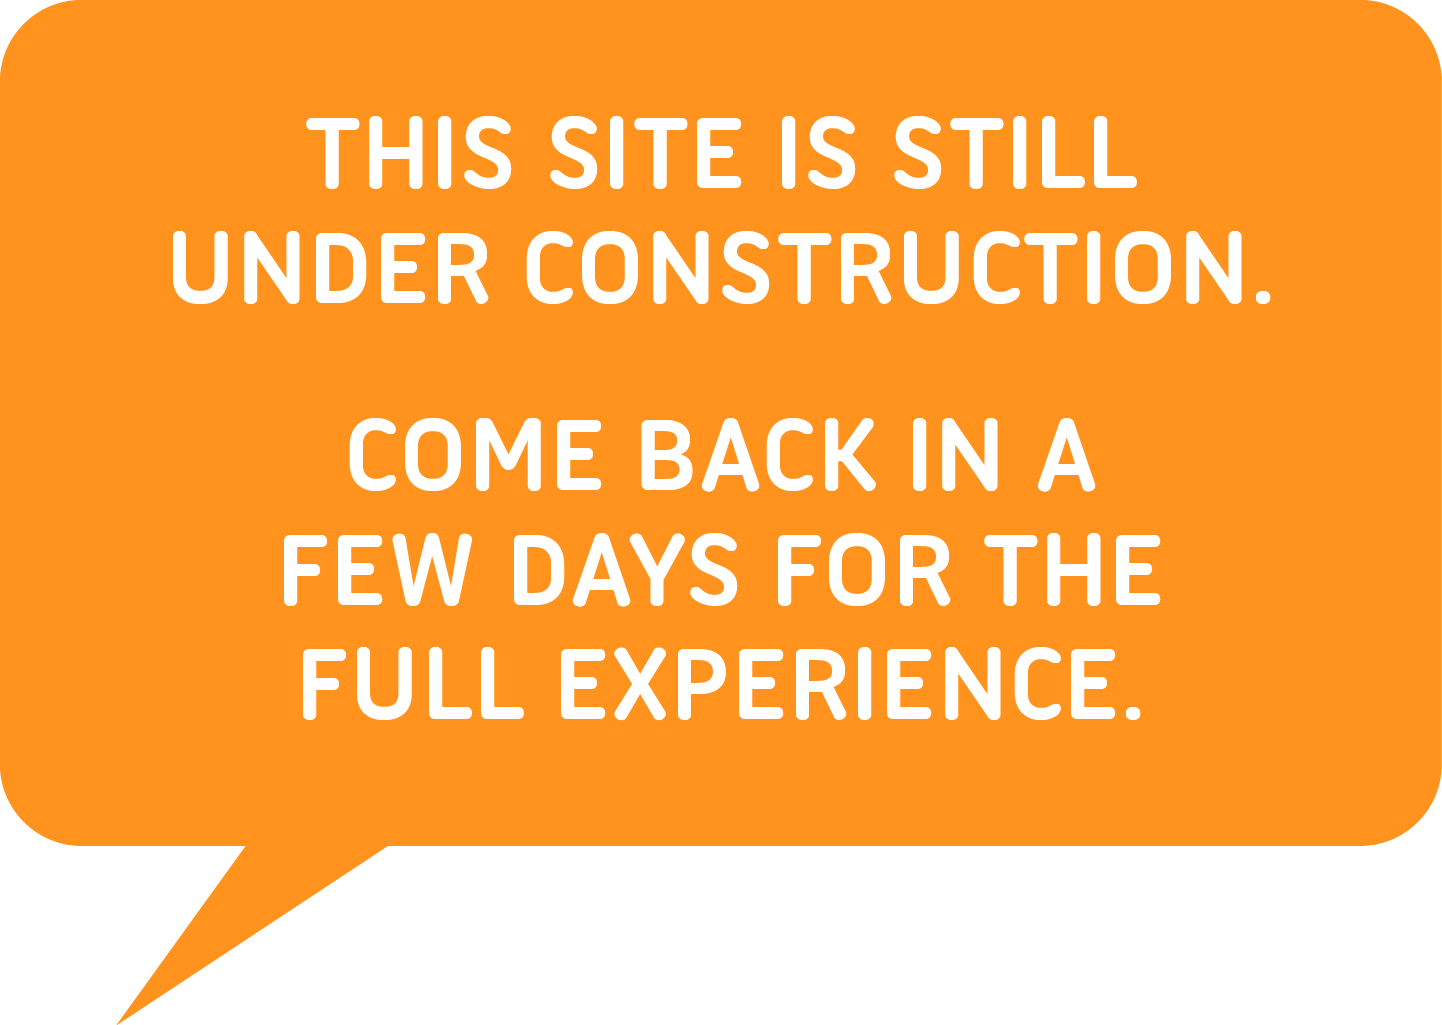 THIS SITE IS STILL
UNDER CONSTRUCTION.
COME BACK IN A
FEW DAYS FOR THE
FULL EXPERIENCE.